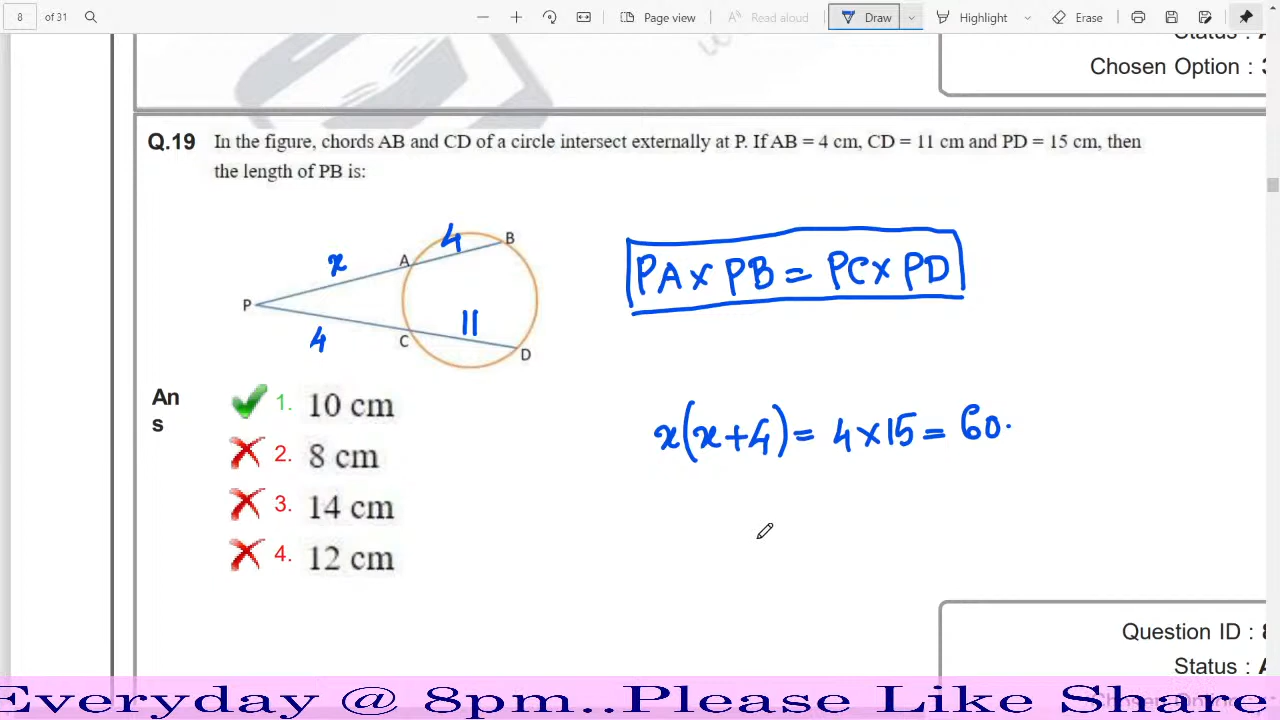 8 of 31 Page view Read aloud Draw Highlight Erase
Chosen Option :
Q.19 In the figure, chords AB and CD of a circle intersect externally at P. If AB = 4 cm, CD = 11 cm and PD = 15 cm, then
the length of PB is:
B
4
A
x
P
4
11
C
D
PA x PB = PC x PD
An
s
1. 10 cm
2. 8 cm
3. 14 cm
4. 12 cm
x(x+4) = 4 x 15 = 60.
Question ID : 8
Status :
Everyday @ 8pm..Please Like Share